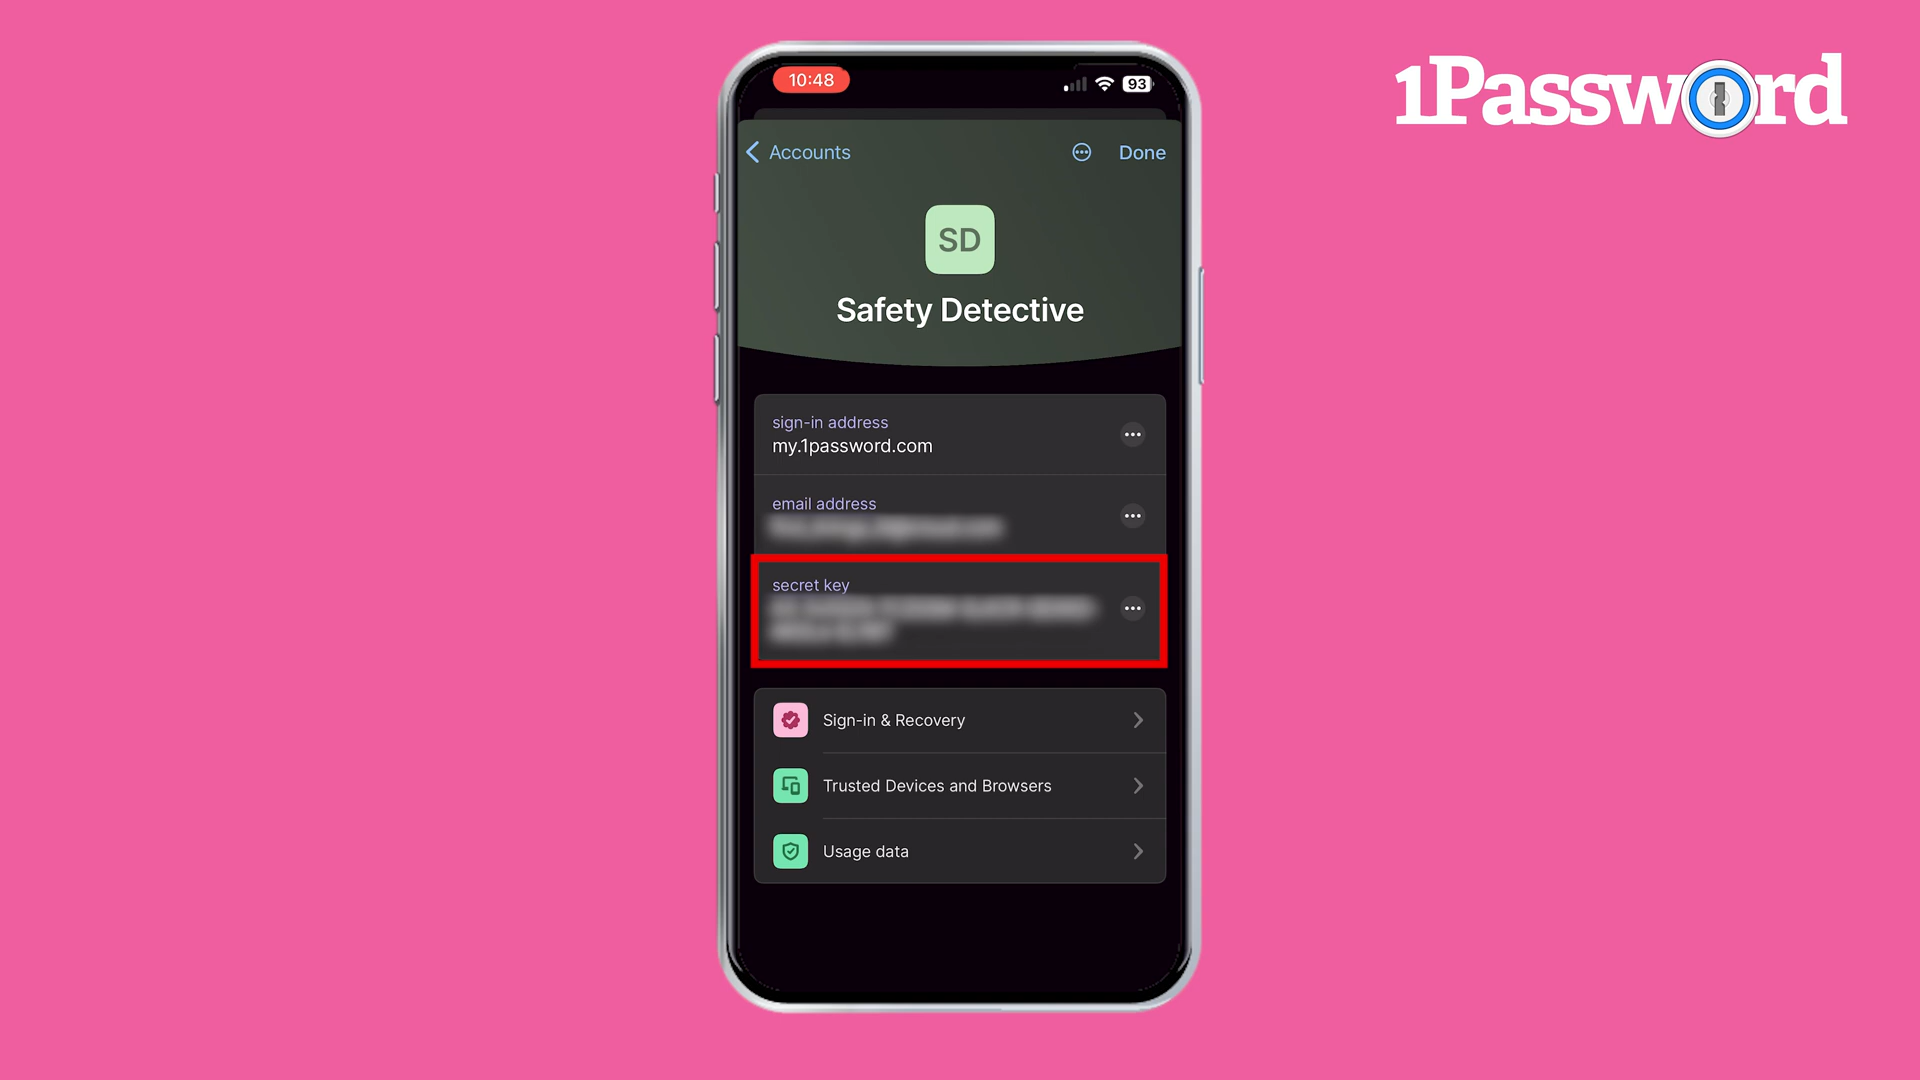 1Password
10:48
93
Accounts
Done
SD
Safety Detective
sign-in address
my.1password.com
email address
secret key
Sign-in & Recovery
Trusted Devices and Browsers
Usage data